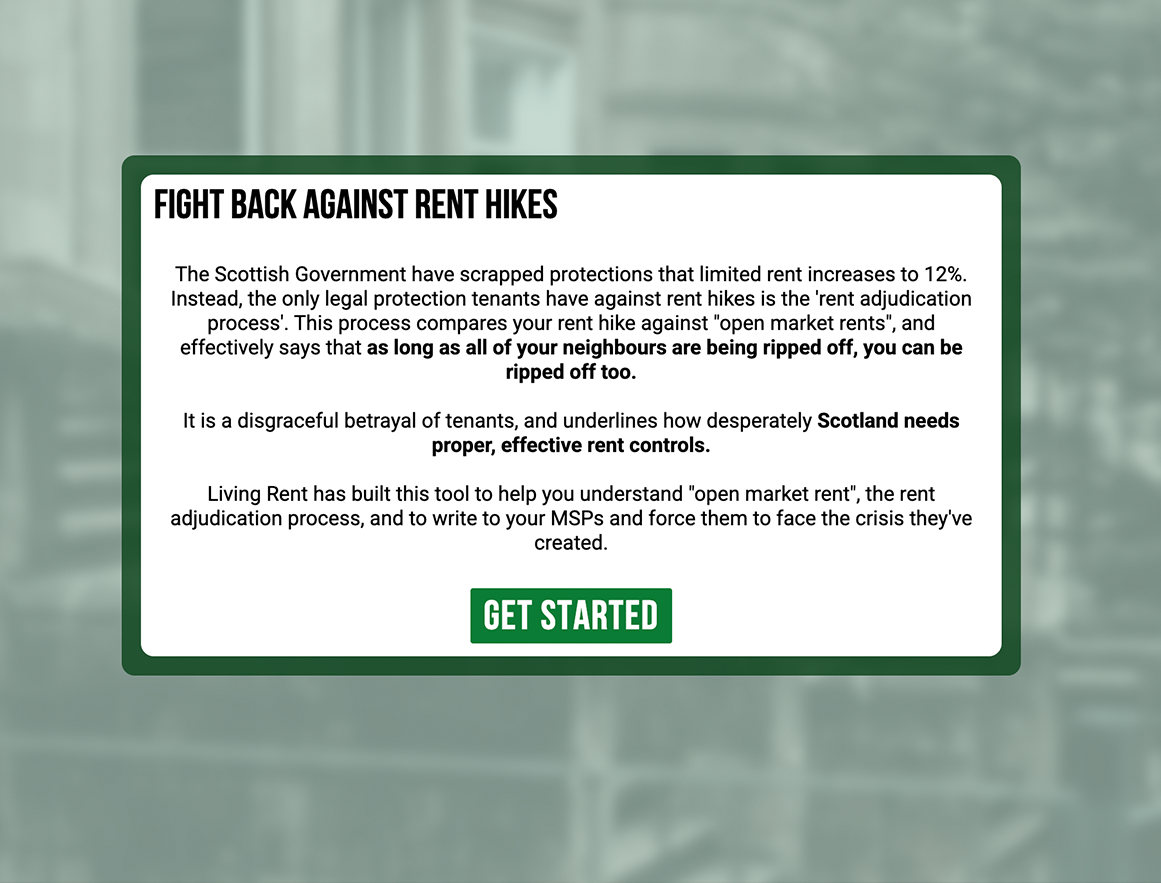 FIGHT BACK AGAINST RENT HIKES
The Scottish Government have scrapped protections that limited rent increases to 12%.
Instead, the only legal protection tenants have against rent hikes is the 'rent adjudication
process'. This process compares your rent hike against "open market rents", and
effectively says that as long as all of your neighbours are being ripped off, you can be
ripped off too.
It is a disgraceful betrayal of tenants, and underlines how desperately Scotland needs
proper, effective rent controls.
Living Rent has built this tool to help you understand "open market rent", the rent
adjudication process, and to write to your MSPs and force them to face the crisis they've
created.
GET STARTED